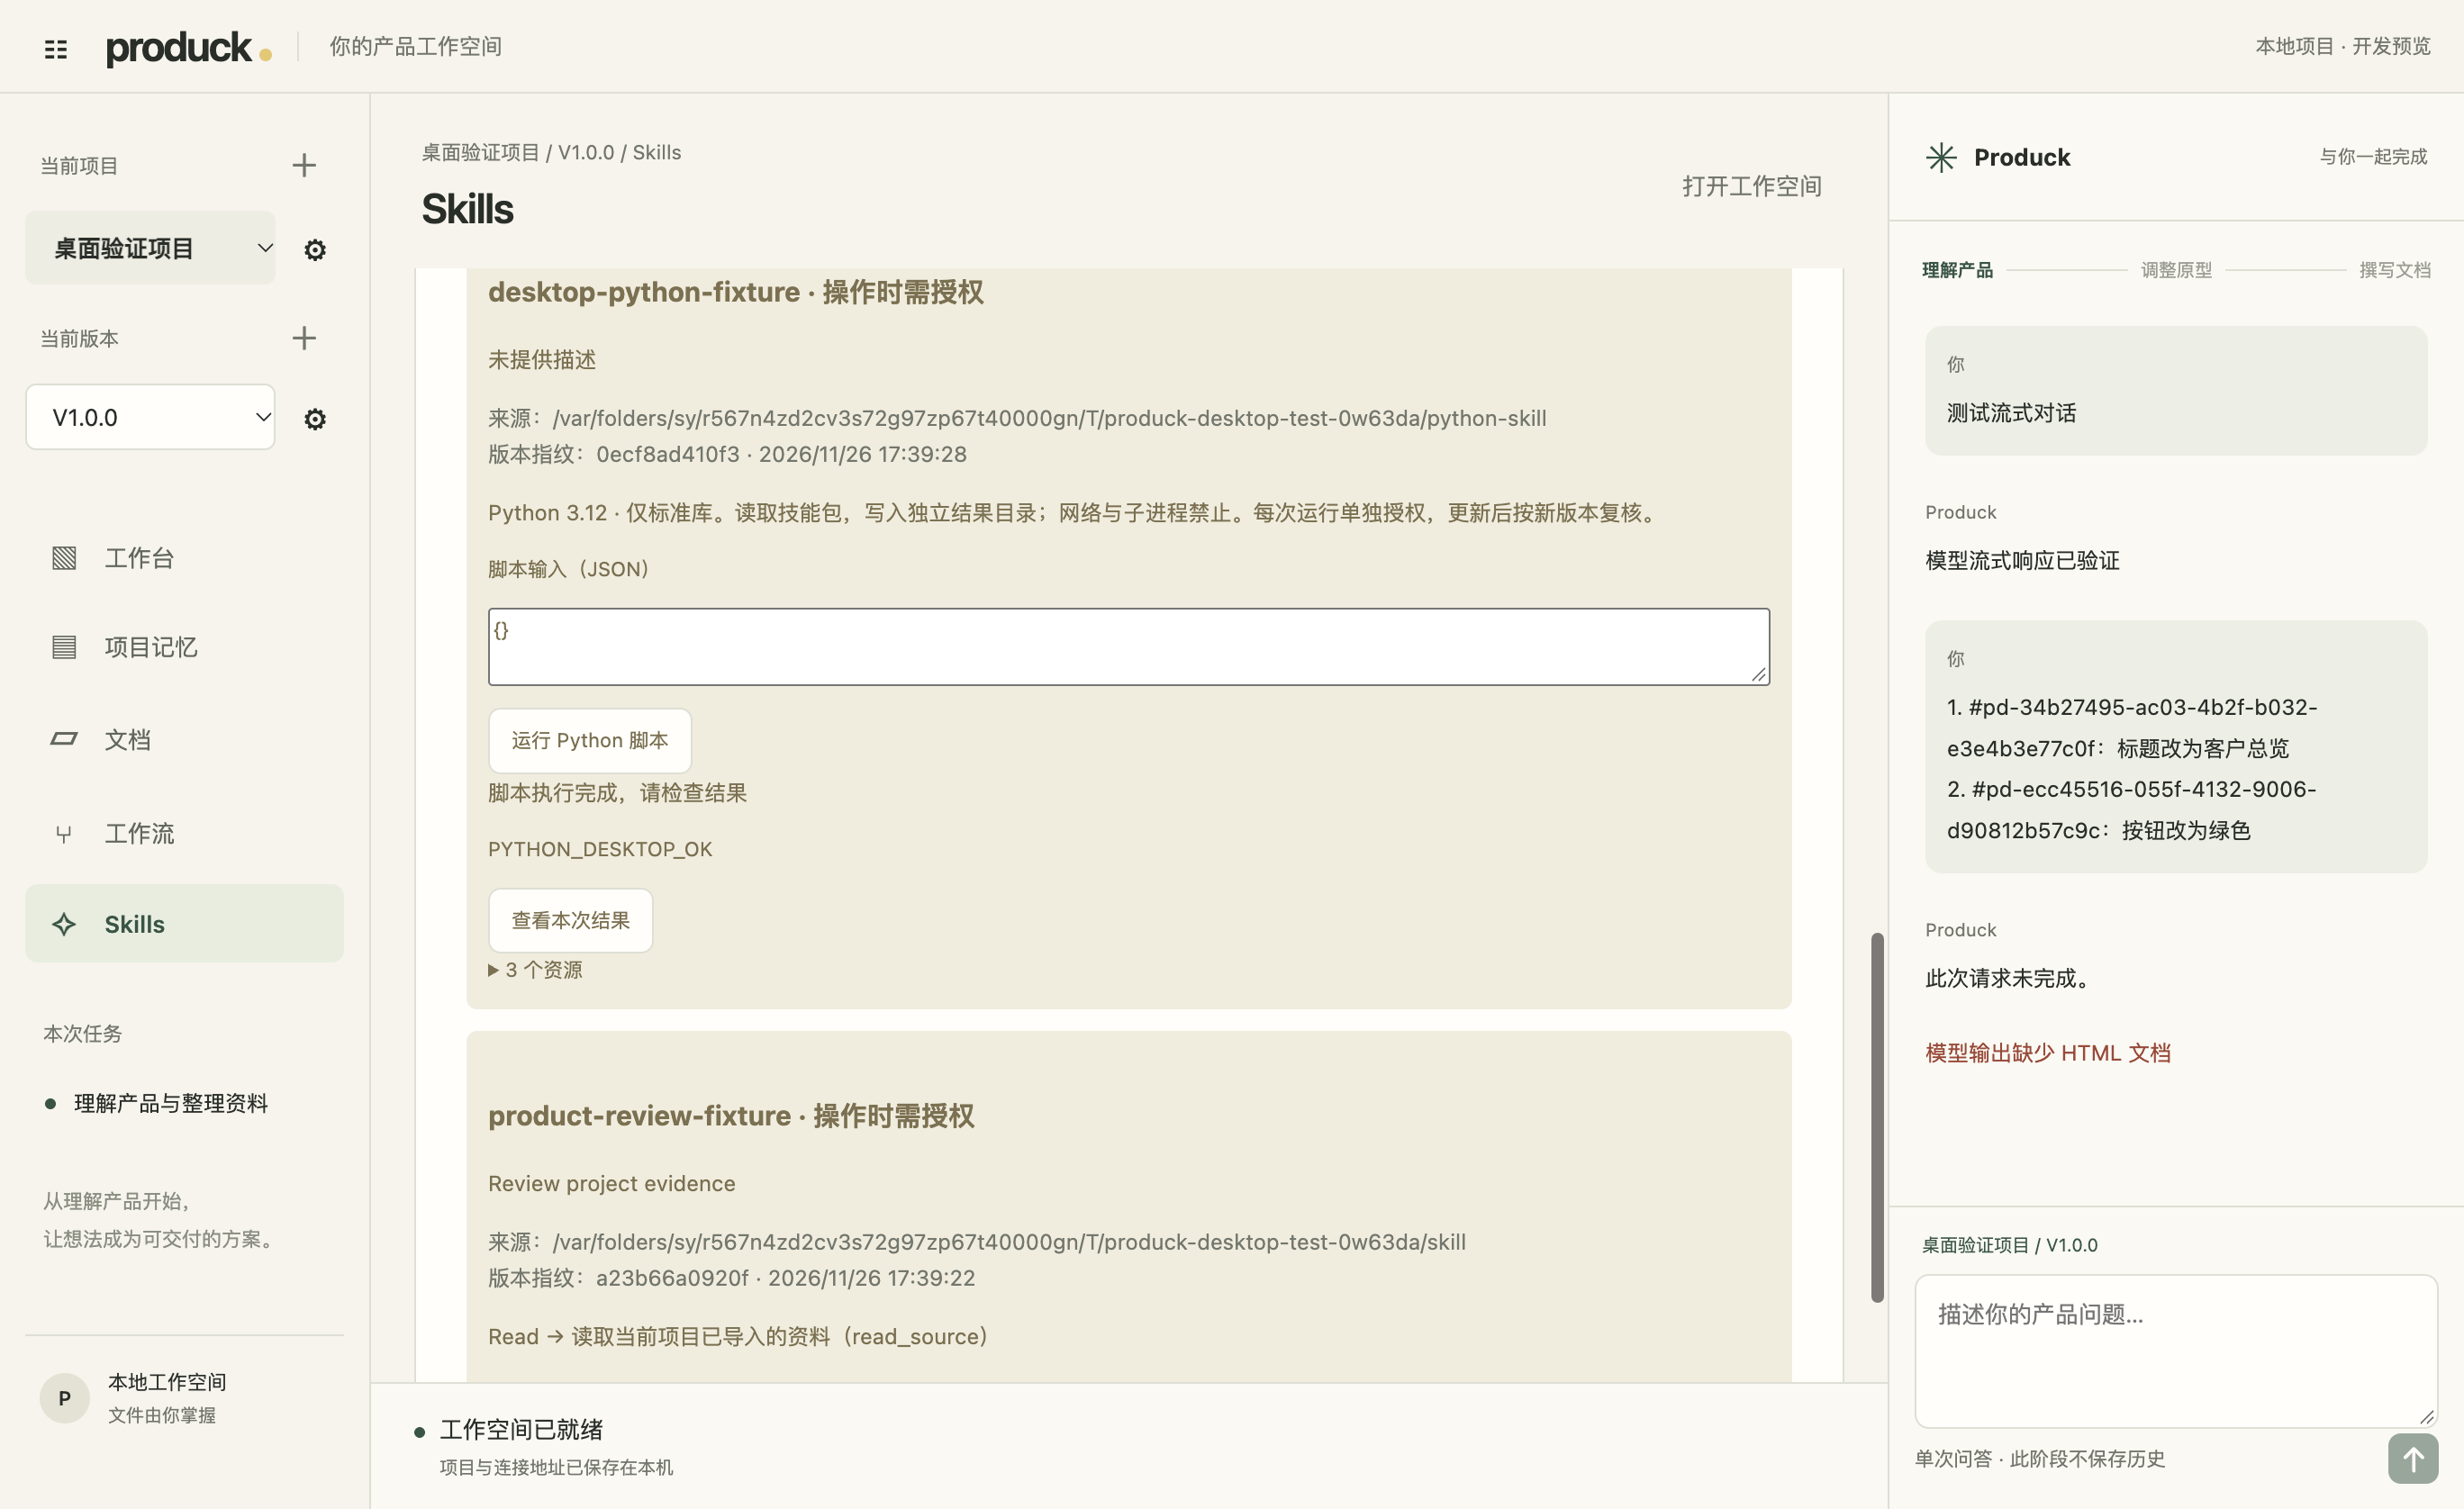 produck
你的产品工作空间
本地项目 · 开发预览
当前项目
桌面验证项目
当前版本
V1.0.0
工作台
项目记忆
文档
工作流
Skills
本次任务
理解产品与整理资料
从理解产品开始，
让想法成为可交付的方案。
P
本地工作空间
文件由你掌握
桌面验证项目 / V1.0.0 / Skills
Skills
打开工作空间
desktop-python-fixture · 操作时需授权
未提供描述
来源：/var/folders/sy/r567n4zd2cv3s72g97zp67t40000gn/T/produck-desktop-test-0w63da/python-skill
版本指纹：0ecf8ad410f3 · 2026/11/26 17:39:28
Python 3.12 · 仅标准库。读取技能包，写入独立结果目录；网络与子进程禁止。每次运行单独授权，更新后按新版本复核。
脚本输入（JSON）
{}
运行 Python 脚本
脚本执行完成，请检查结果
PYTHON_DESKTOP_OK
查看本次结果
3 个资源
product-review-fixture · 操作时需授权
Review project evidence
来源：/var/folders/sy/r567n4zd2cv3s72g97zp67t40000gn/T/produck-desktop-test-0w63da/skill
版本指纹：a23b66a0920f · 2026/11/26 17:39:22
Read → 读取当前项目已导入的资料（read_source）
工作空间已就绪
项目与连接地址已保存在本机
Produck
与你一起完成
理解产品
调整原型
撰写文档
你
测试流式对话
Produck
模型流式响应已验证
你
1. #pd-34b27495-ac03-4b2f-b032-
e3e4b3e77c0f：标题改为客户总览
2. #pd-ecc45516-055f-4132-9006-
d90812b57c9c：按钮改为绿色
Produck
此次请求未完成。
模型输出缺少 HTML 文档
桌面验证项目 / V1.0.0
描述你的产品问题...
单次问答 · 此阶段不保存历史